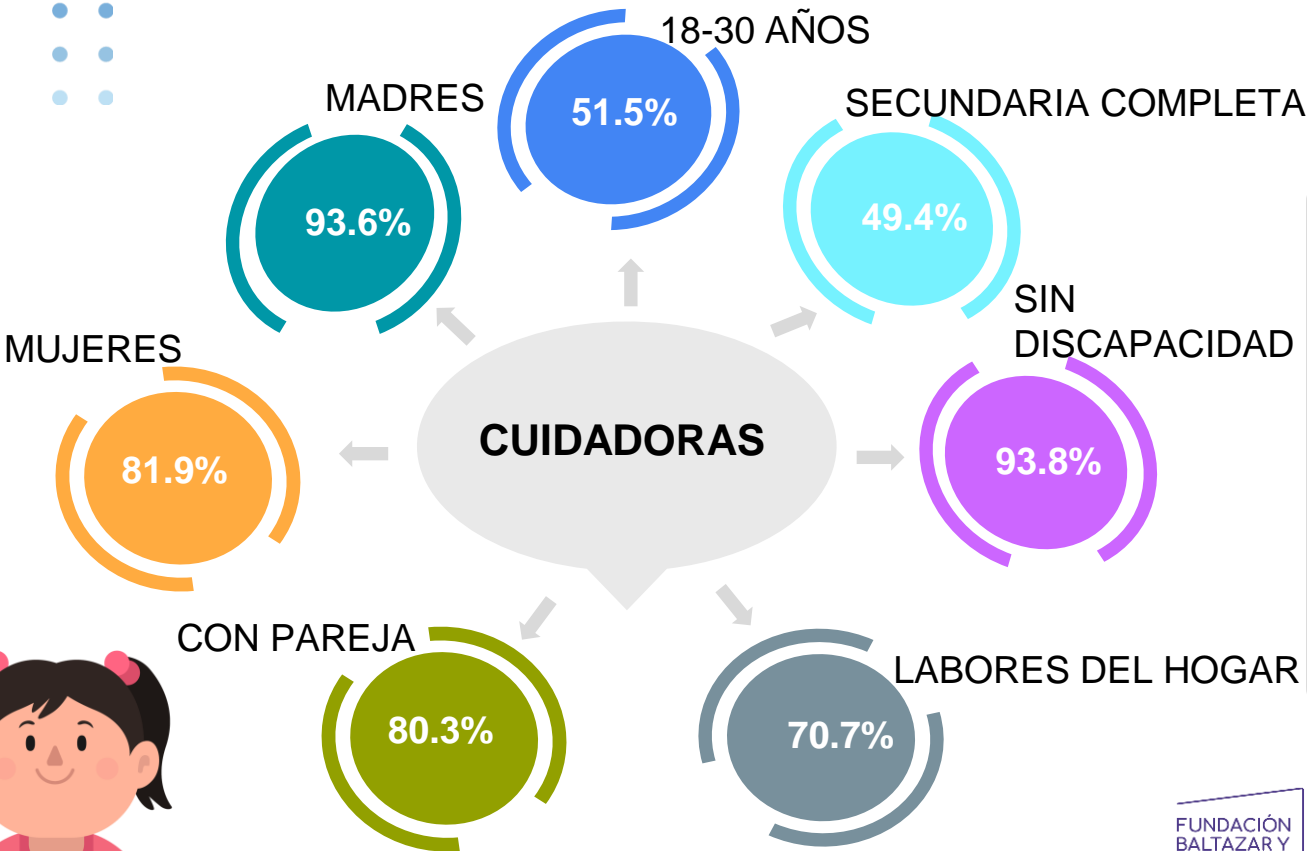 18-30 AÑOS
51.5%
MADRES
93.6%
SECUNDARIA COMPLETA
49.4%
SIN
DISCAPACIDAD
93.8%
MUJERES
81.9%
CUIDADORAS
CON PAREJA
80.3%
LABORES DEL HOGAR
70.7%
FUNDACIÓN
BALTAZAR Y